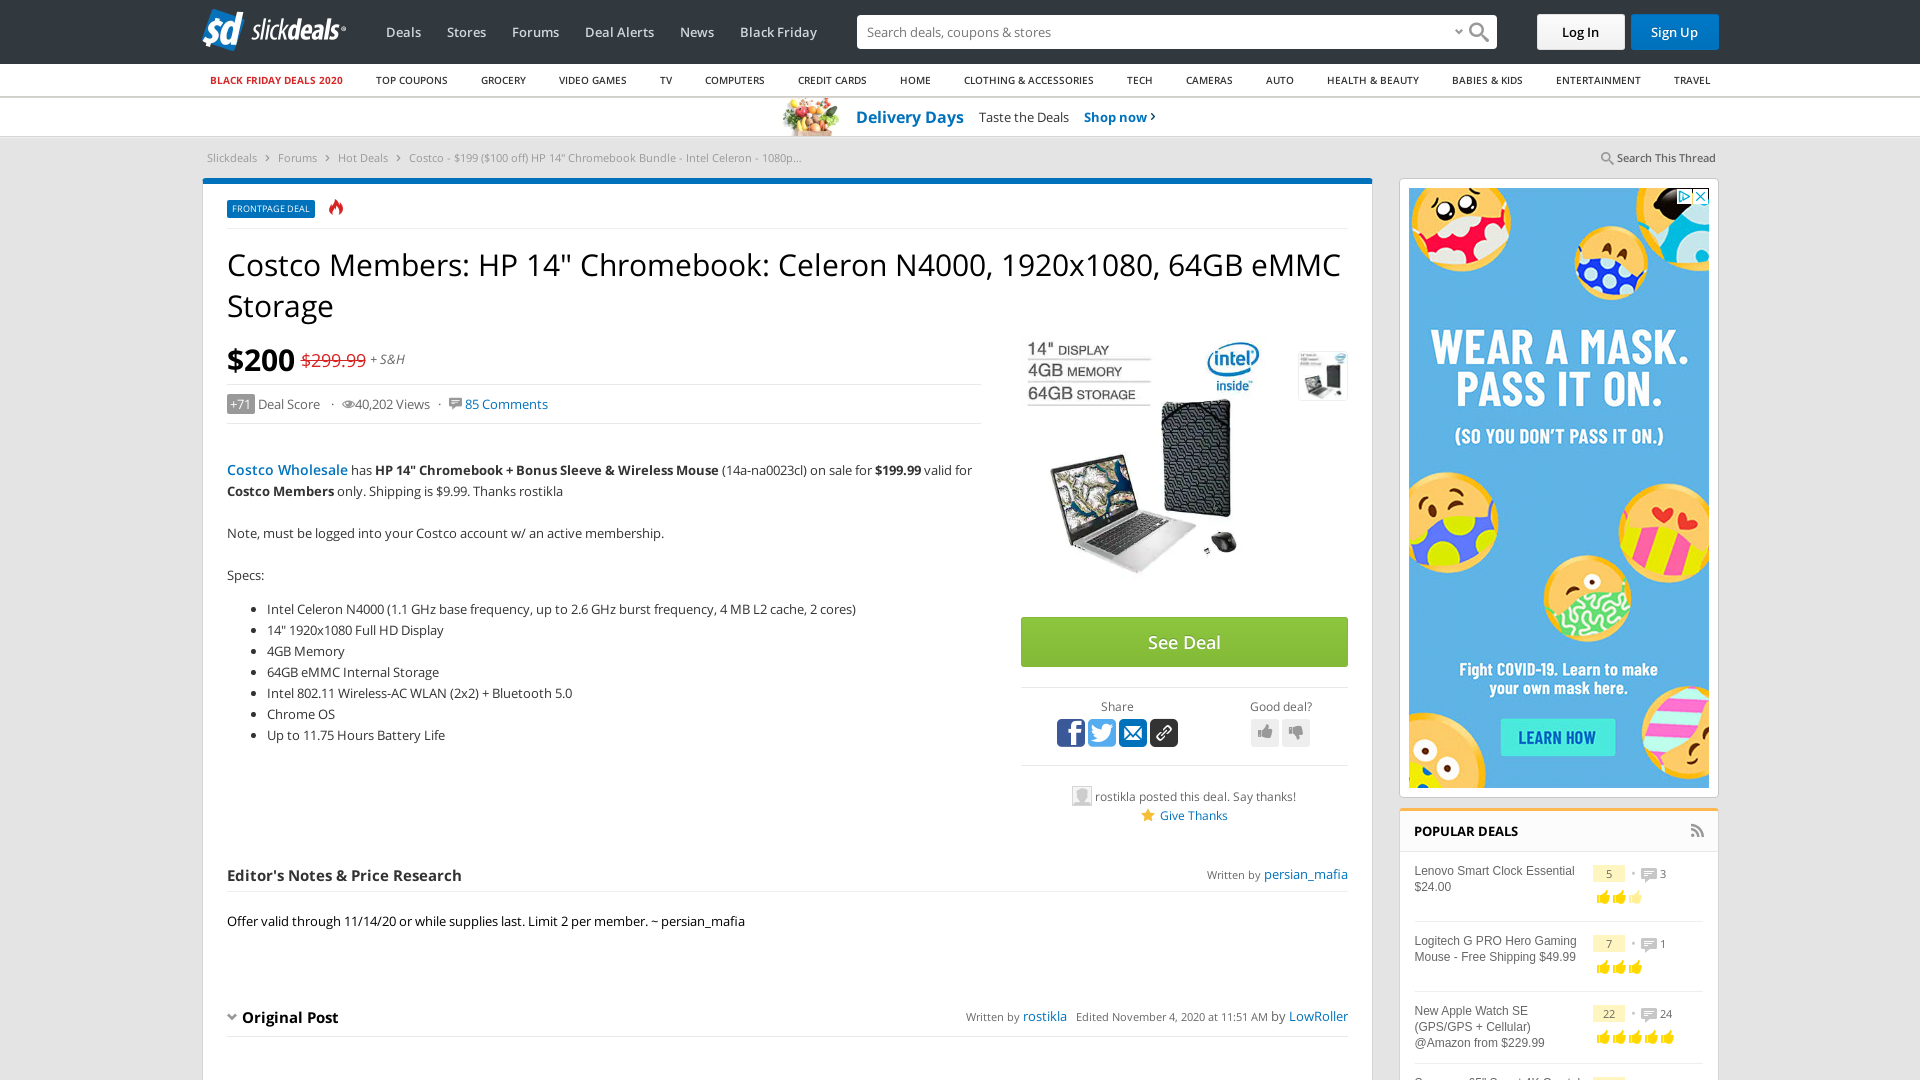 slickdeals
Deals Stores Forums Deal Alerts News Black Friday
Search deals, coupons & shopping
Log In
Sign Up
BLACK FRIDAY DEALS 2020 TOP COUPONS GROCERY VIDEO GAMES TV COMPUTERS CREDIT CARDS HOME CLOTHING & ACCESSORIES TECH CAMERAS AUTO HEALTH & BEAUTY BABIES & KIDS ENTERTAINMENT TRAVEL
Delivery Days Taste the Deals Shop now
Slickdeals Forums Hot Deals Costco - $199 ($100 off) HP 14" Chromebook Bundle - Intel Celeron - 1080p...
Search This Thread
FRONTPAGE DEAL
Costco Members: HP 14" Chromebook: Celeron N4000, 1920x1080, 64GB eMMC
Storage
$200 $299.99 + S&H
+71 Deal Score · 40,202 Views · 85 Comments
Costco Wholesale has HP 14" Chromebook + Bonus Sleeve & Wireless Mouse (14a-na0023cl) on sale for $199.99 valid for
Costco Members only. Shipping is $9.99. Thanks rostikla
Note, must be logged into your Costco account w/ an active membership.
Specs:
Intel Celeron N4000 (1.1 GHz base frequency, up to 2.6 GHz burst frequency, 4 MB L2 cache, 2 cores)
14" 1920x1080 Full HD Display
4GB Memory
64GB eMMC Internal Storage
Intel 802.11 Wireless-AC WLAN (2x2) + Bluetooth 5.0
Chrome OS
Up to 11.75 Hours Battery Life
14" DISPLAY
4GB MEMORY
64GB STORAGE
intel
inside
See Deal
Share
Good deal?
rostikla posted this deal. Say thanks!
Give Thanks
Editor's Notes & Price Research
Written by persian_mafia
Offer valid through 11/14/20 or while supplies last. Limit 2 per member. ~ persian_mafia
Original Post
Written by rostikla Edited November 4, 2020 at 11:51 AM by LowRoller
WEAR A MASK.
PASS IT ON.
(SO YOU DON'T PASS IT ON.)
Fight COVID-19. Learn to make
your own mask here.
LEARN HOW
POPULAR DEALS
Lenovo Smart Clock Essential
$24.00
5 · 3
Logitech G PRO Hero Gaming
Mouse - Free Shipping $49.99
7 · 1
New Apple Watch SE
(GPS/GPS + Cellular)
@Amazon from $229.99
22 · 24